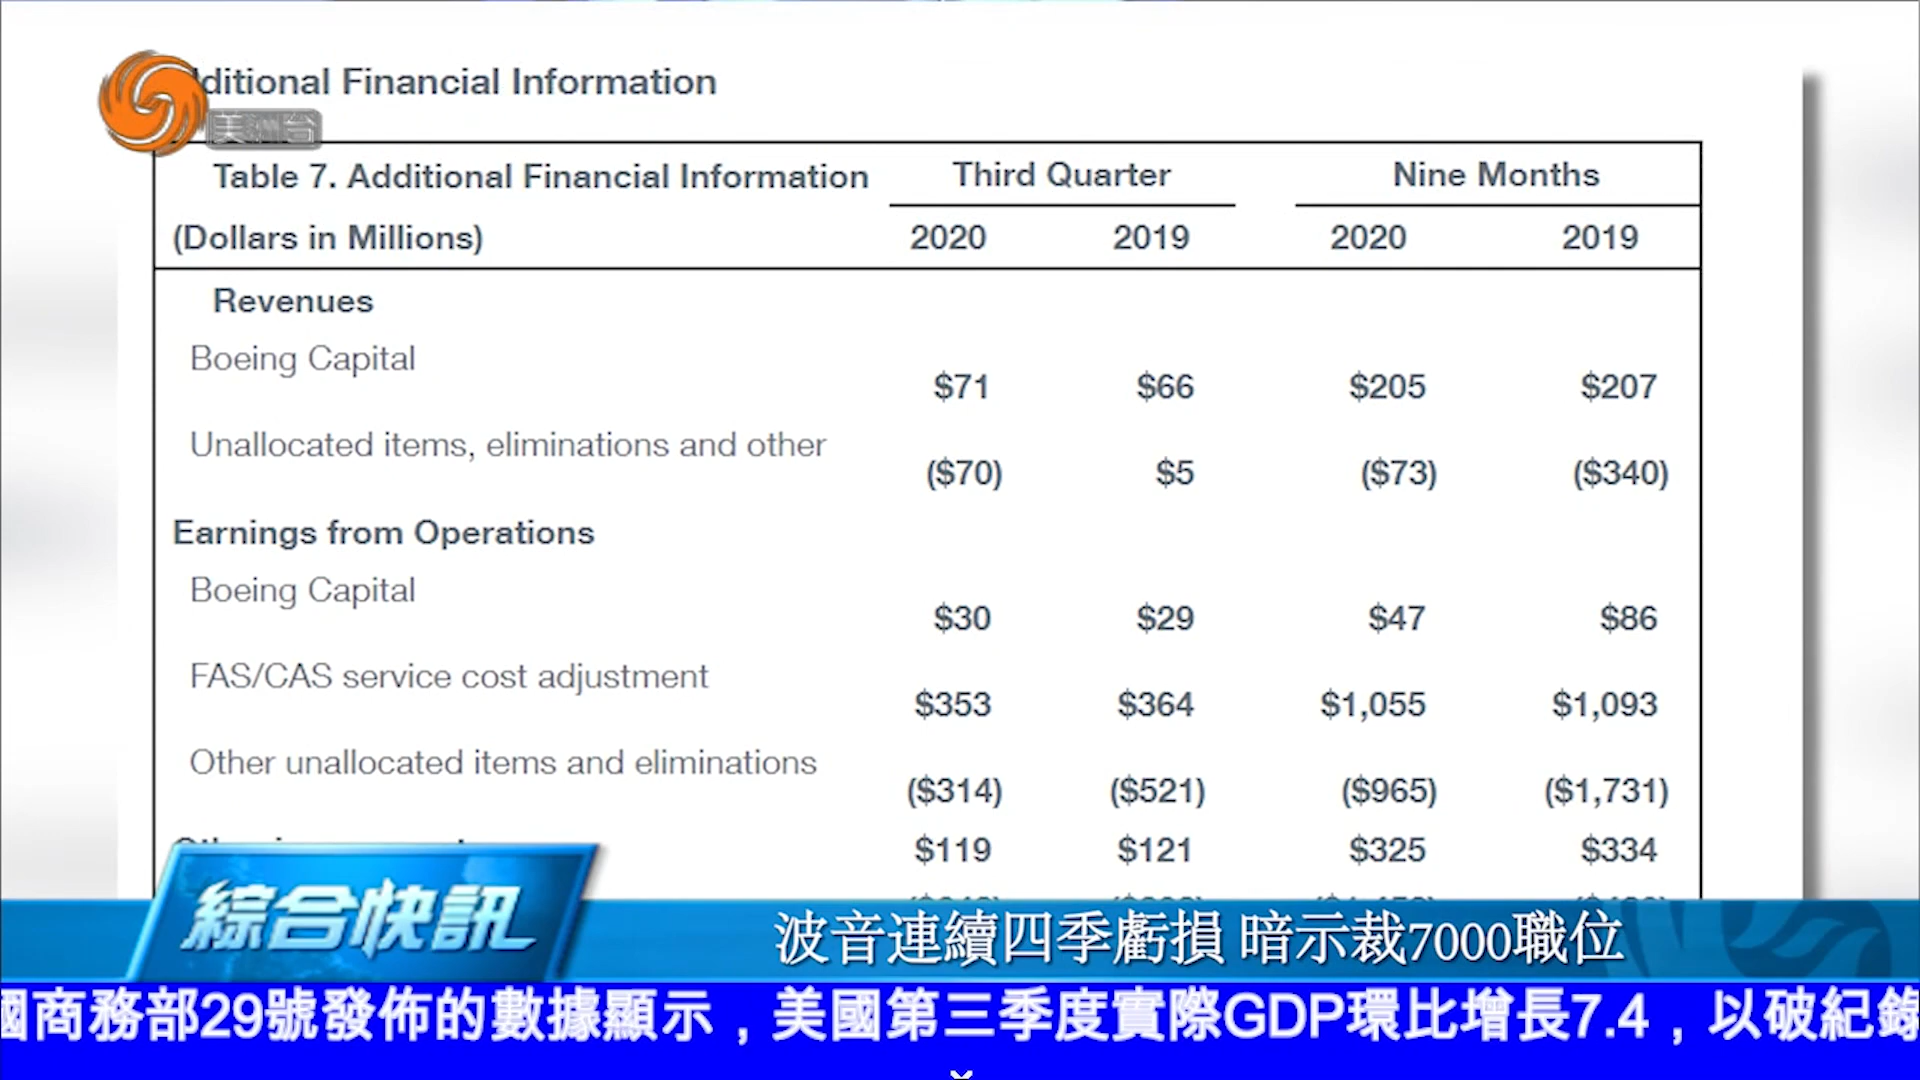 ditional Financial Information
美洲台
Table 7. Additional Financial Information Third Quarter Nine Months
(Dollars in Millions) 2020 2019 2020 2019
Revenues
Boeing Capital $71 $66 $205 $207
Unallocated items, eliminations and other ($70) $5 ($73) ($340)
Earnings from Operations
Boeing Capital $30 $29 $47 $86
FAS/CAS service cost adjustment $353 $364 $1,055 $1,093
Other unallocated items and eliminations ($314) ($521) ($965) ($1,731)
$119 $121 $325 $334
綜合快訊
波音連續四季虧損 暗示裁7000職位
國商務部29號發佈的數據顯示，美國第三季度實際GDP環比增長7.4，以破紀錄